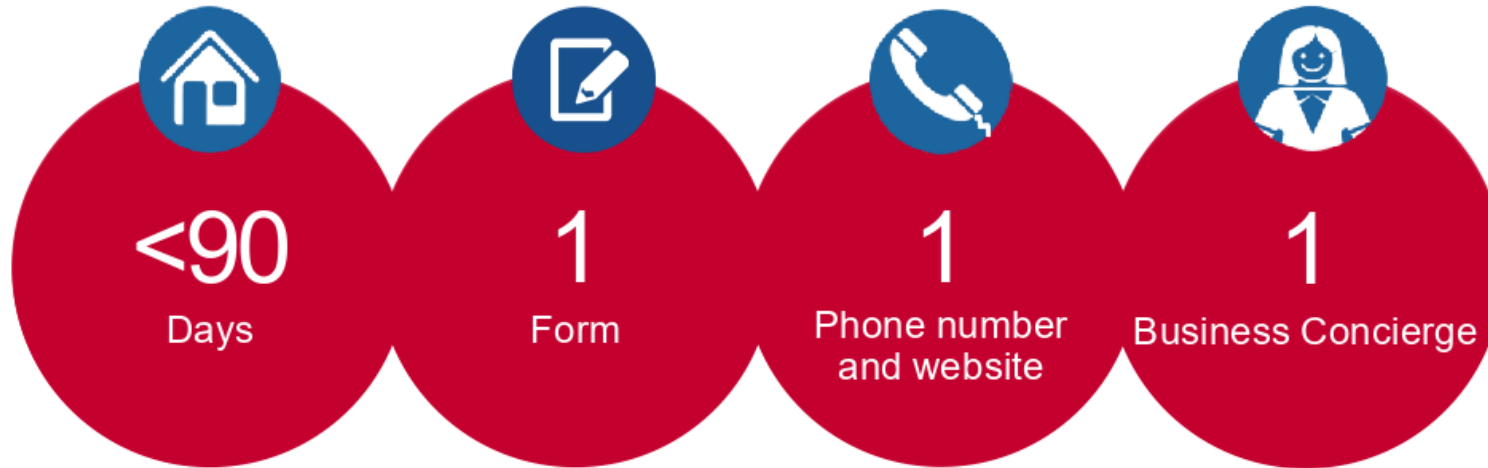 <90
Days
1
Form
1
Phone number
and website
1
Business Concierge